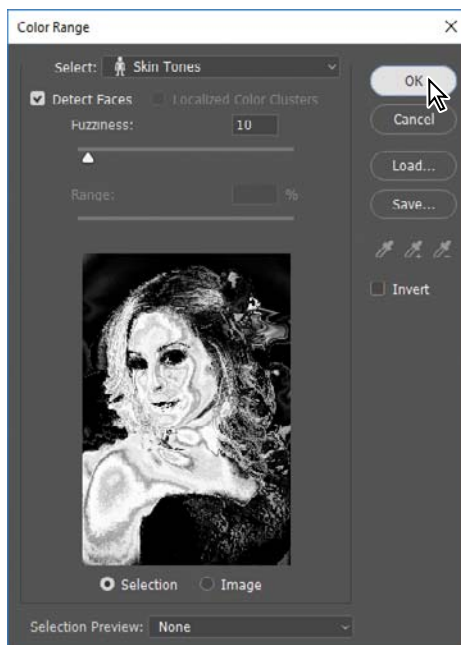 Color Range
Select: Skin Tones
OK
Detect Faces Localized Color Clusters
Fuzziness: 10
Cancel
Load...
Range: %
Save...
Invert
Selection Image
Selection Preview: None